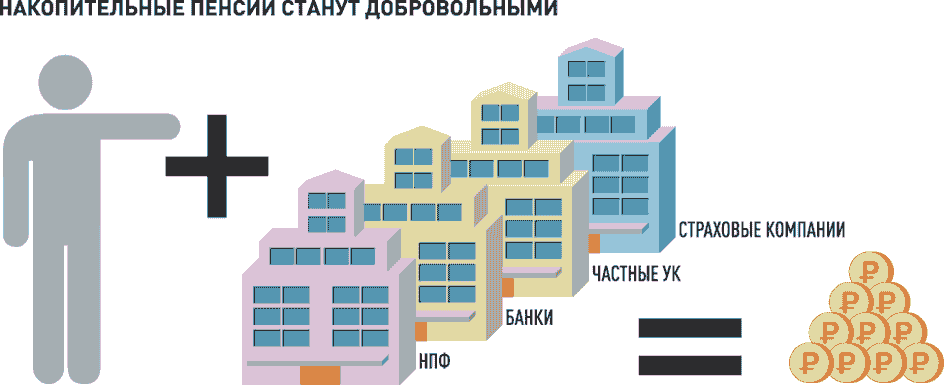 НАКОПИТЕЛЬНЫЕ ПЕНСИИ СТАНУТ ДОБРОВОЛЬНЫМИ
СТРАХОВЫЕ КОМПАНИИ
ЧАСТНЫЕ УК
БАНКИ
НПФ
₽
₽ ₽
₽ ₽ ₽
₽ ₽ ₽ ₽